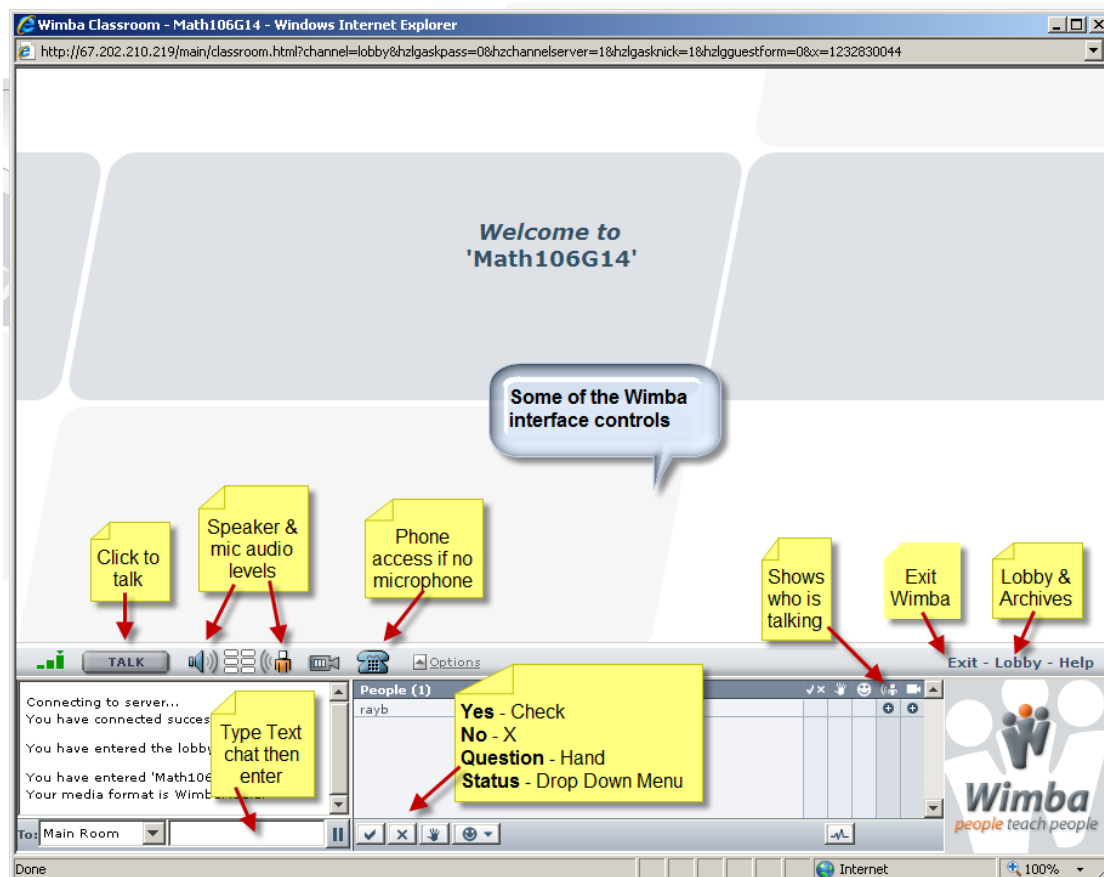 Wimba Classroom - Math106G14 - Windows Internet Explorer
http://67.202.210.219/main/classroom.html?channel=lobby&hzlgaskpass=0&hzchannelserver=1&hzlgasknick=1&hzlgguestform=0&x=1232830044
Welcome to
'Math106G14'
Some of the Wimba
interface controls
Click to
talk
Speaker &
mic audio
levels
Phone
access if no
microphone
Shows
who is
talking
Exit
Wimba
Lobby &
Archives
TALK
Options
Exit - Lobby - Help
Connecting to server...
You have connected succes
You have entered the lobby
You have entered 'Math106
Your media format is Wimba
Type Text
chat then
enter
People (1)
rayb
Yes - Check
No - X
Question - Hand
Status - Drop Down Menu
To: Main Room
Wimba
people teach people
Done
Internet
100%